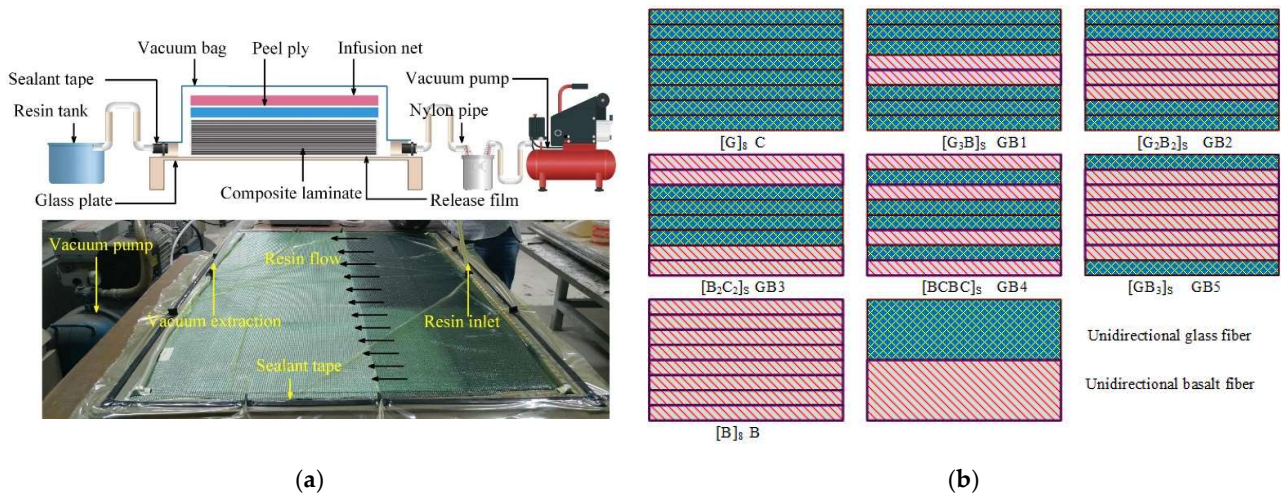 (a)
Vacuum bag
Peel ply
Infusion net
Sealant tape
Vacuum pump
Resin tank
Nylon pipe
Glass plate
Composite laminate
Release film
Vacuum pump
Resin flow
Vacuum extraction
Resin inlet
Sealant tape
(a)
(b)
[G]₈ C
[G₃B]ₛ GB1
[G₂B₂]ₛ GB2
[B₂C₂]ₛ GB3
[BCBC]ₛ GB4
[GB₃]ₛ GB5
Unidirectional glass fiber
Unidirectional basalt fiber
[B]₈ B
(b)